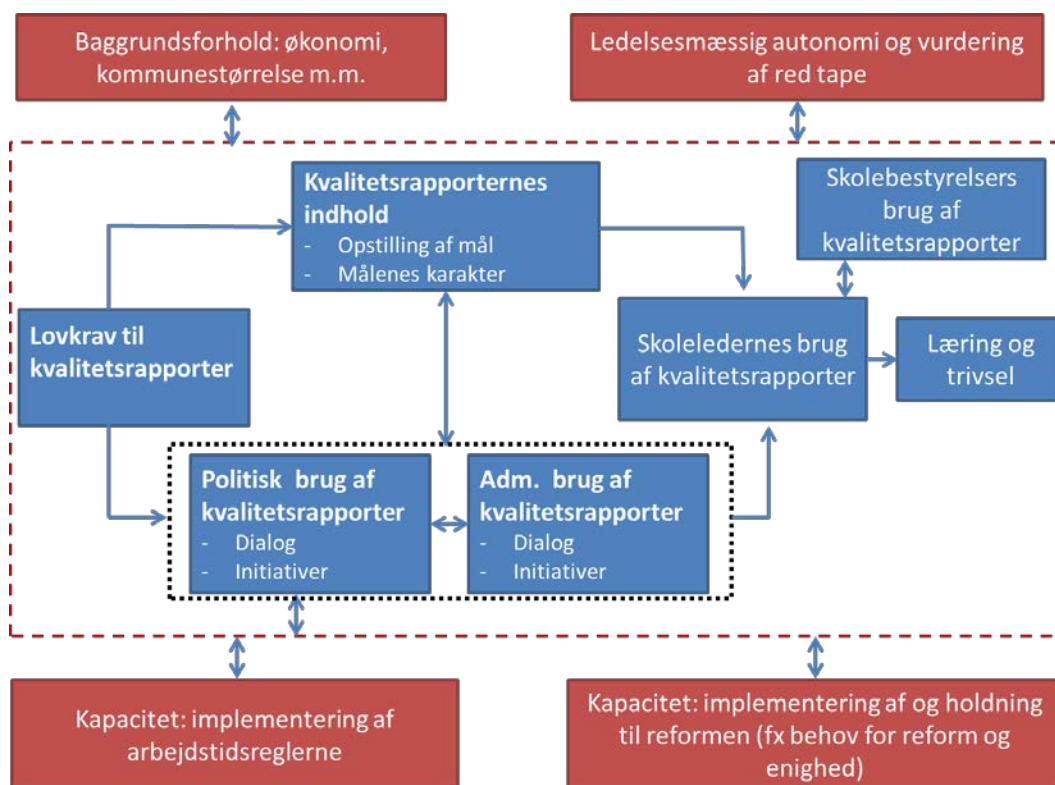 Baggrundsforhold: økonomi,
kommunestørrelse m.m.
Ledelsesmæssig autonomi og vurdering
af red tape
Kvalitetsrapporternes
indhold
- Opstilling af mål
- Målenes karakter
Skolebestyrelsers
brug af
kvalitetsrapporter
Lovkrav til
kvalitetsrapporter
Skoleledernes brug
af kvalitetsrapporter
Læring og
trivsel
Politisk brug af
kvalitetsrapporter
- Dialog
- Initiativer
Adm. brug af
kvalitetsrapporter
- Dialog
- Initiativer
Kapacitet: implementering af
arbejdstidsreglerne
Kapacitet: implementering af og holdning
til reformen (fx behov for reform og
enighed)